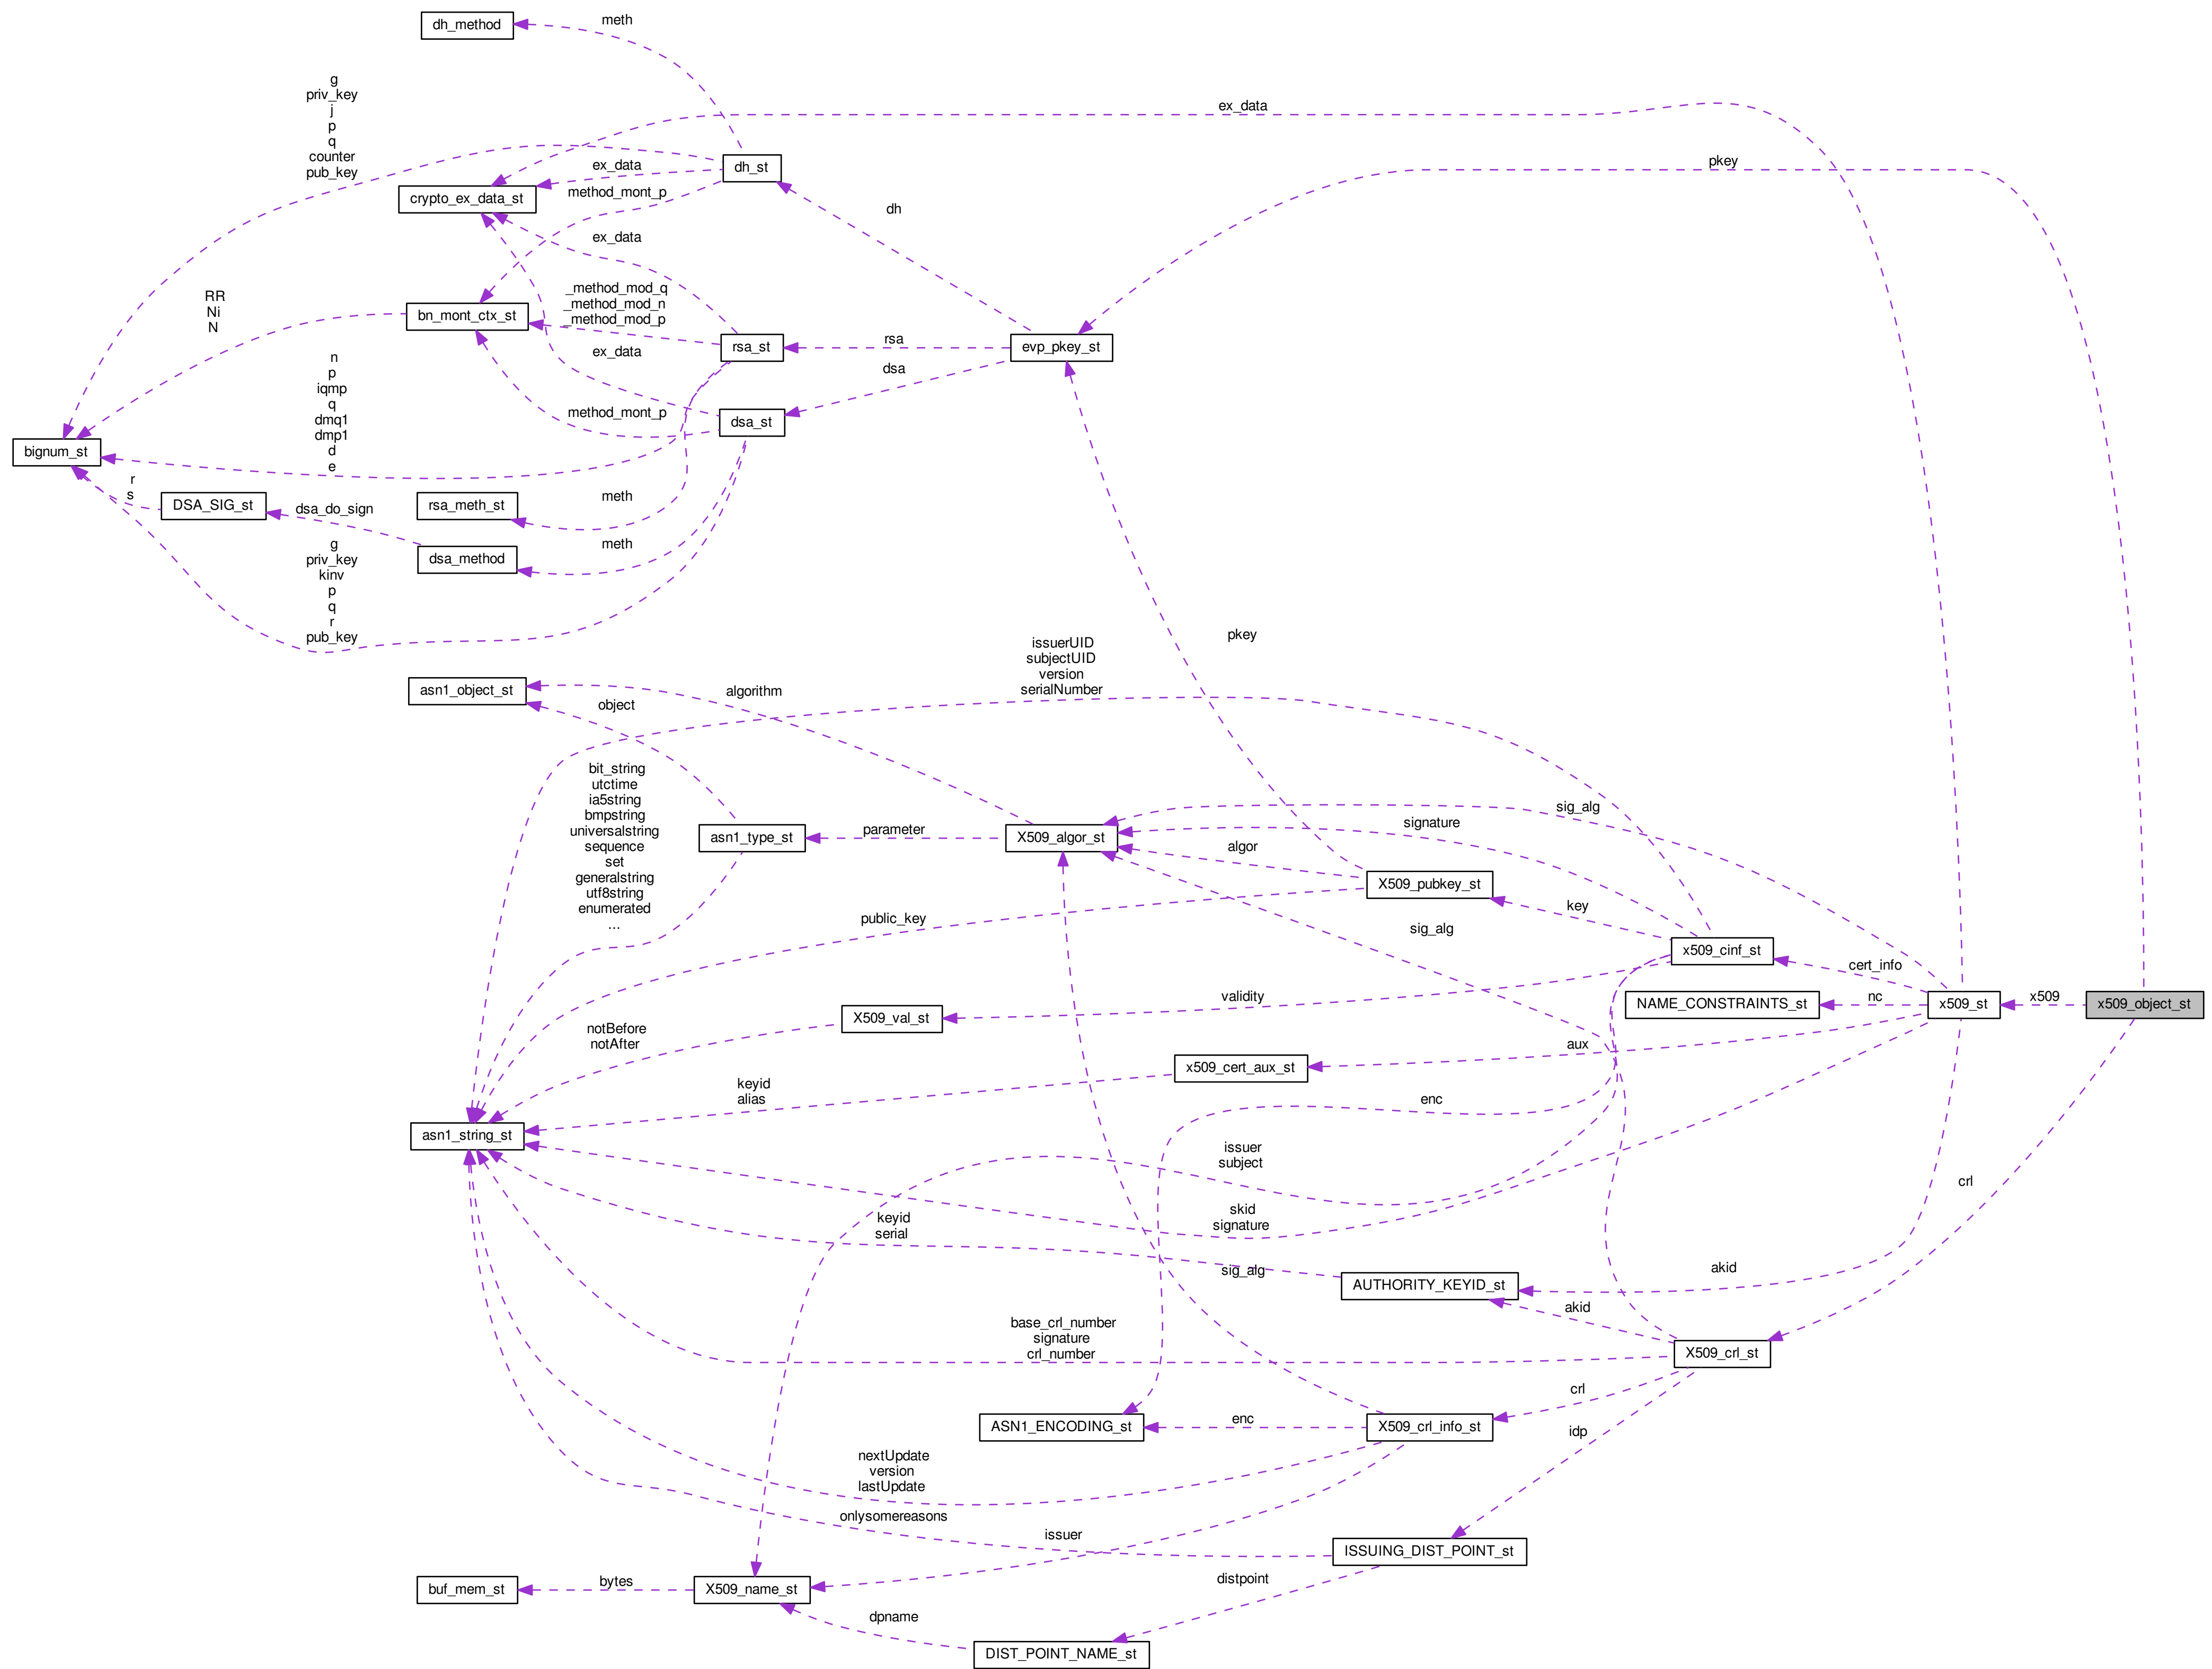 dh_method
meth
g
priv_key
j
p
q
counter
pub_key
ex_data
dh_st
ex_data
pkey
crypto_ex_data_st
method_mont_p
dh
ex_data
RR
Ni
N
bn_mont_ctx_st
_method_mod_q
_method_mod_n
_method_mod_p
rsa_st
rsa
evp_pkey_st
ex_data
dsa
n
p
iqmp
q
dmq1
dmp1
d
e
method_mont_p
dsa_st
bignum_st
r
s
DSA_SIG_st
dsa_do_sign
rsa_meth_st
meth
dsa_method
meth
g
priv_key
kinv
p
q
r
pub_key
pkey
issuerUID
subjectUID
version
serialNumber
asn1_object_st
algorithm
object
bit_string
utctime
ia5string
bmpstring
universalstring
sequence
set
generalstring
utf8string
enumerated
...
asn1_type_st
parameter
X509_algor_st
sig_alg
signature
algor
X509_pubkey_st
key
public_key
sig_alg
x509_cinf_st
cert_info
validity
NAME_CONSTRAINTS_st
nc
x509_st
x509
x509_object_st
X509_val_st
notBefore
notAfter
aux
x509_cert_aux_st
keyid
alias
enc
asn1_string_st
issuer
subject
crl
skid
signature
keyid
serial
sig_alg
AUTHORITY_KEYID_st
akid
akid
base_crl_number
signature
crl_number
X509_crl_st
crl
ASN1_ENCODING_st
enc
X509_crl_info_st
idp
nextUpdate
version
lastUpdate
onlysomereasons
issuer
ISSUING_DIST_POINT_st
distpoint
buf_mem_st
bytes
X509_name_st
dpname
DIST_POINT_NAME_st